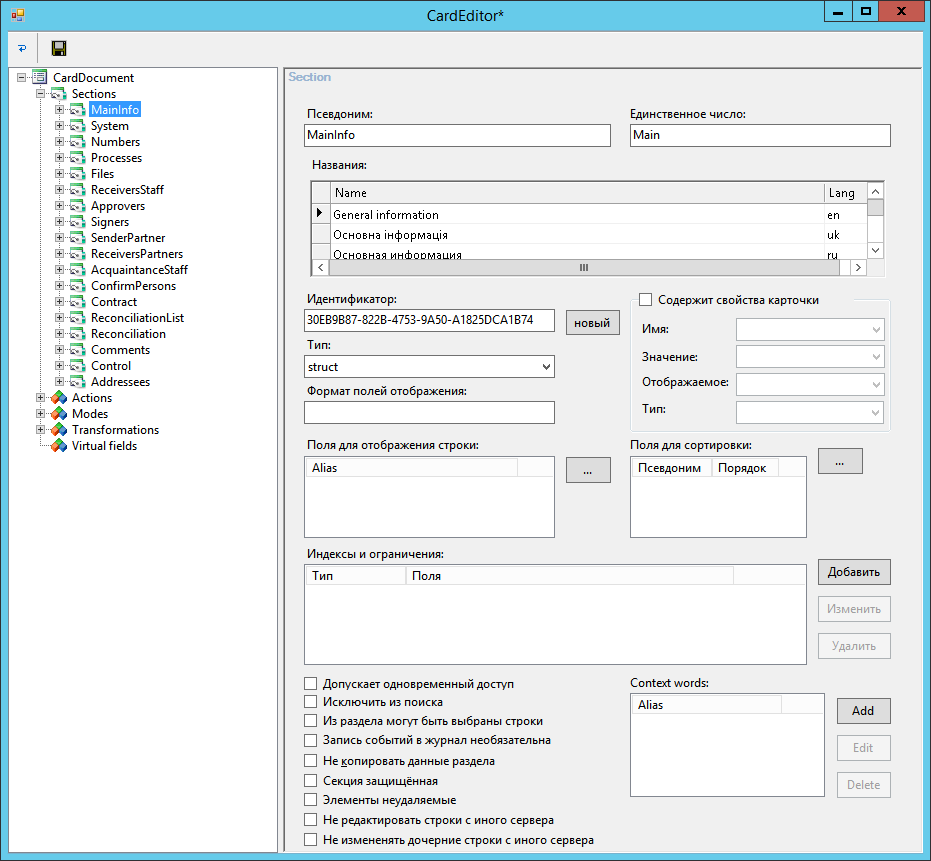 CardEditor*
CardDocument
Sections
MainInfo
System
Numbers
Processes
Files
ReceiversStaff
Approvers
Signers
SenderPartner
ReceiversPartners
AcquaintanceStaff
ConfirmPersons
Contract
ReconciliationList
Reconciliation
Comments
Control
Addressees
Actions
Modes
Transformations
Virtual fields
Section
Псевдоним: Единственное число:
MainInfo Main
Названия:
Name Lang
General information en
Основна інформація uk
Основная информация ru
Идентификатор: Содержит свойства карточки
30EB9B87-822B-4753-9A50-A1825DCA1B74 новый Имя:
Тип:
struct Значение:
Формат полей отображения: Отображаемое:
Тип:
Поля для отображения строки: Поля для сортировки:
Alias ... Псевдоним Порядок ...
Индексы и ограничения:
Тип Поля Добавить
Изменить
Удалить
Допускает одновременный доступ
Исключить из поиска
Из раздела могут быть выбраны строки
Запись событий в журнал необязательна
Не копировать данные раздела
Секция защищённая
Элементы неудаляемые
Не редактировать строки с иного сервера
Не измененять дочерние строки с иного сервера
Context words:
Alias Add
Edit
Delete